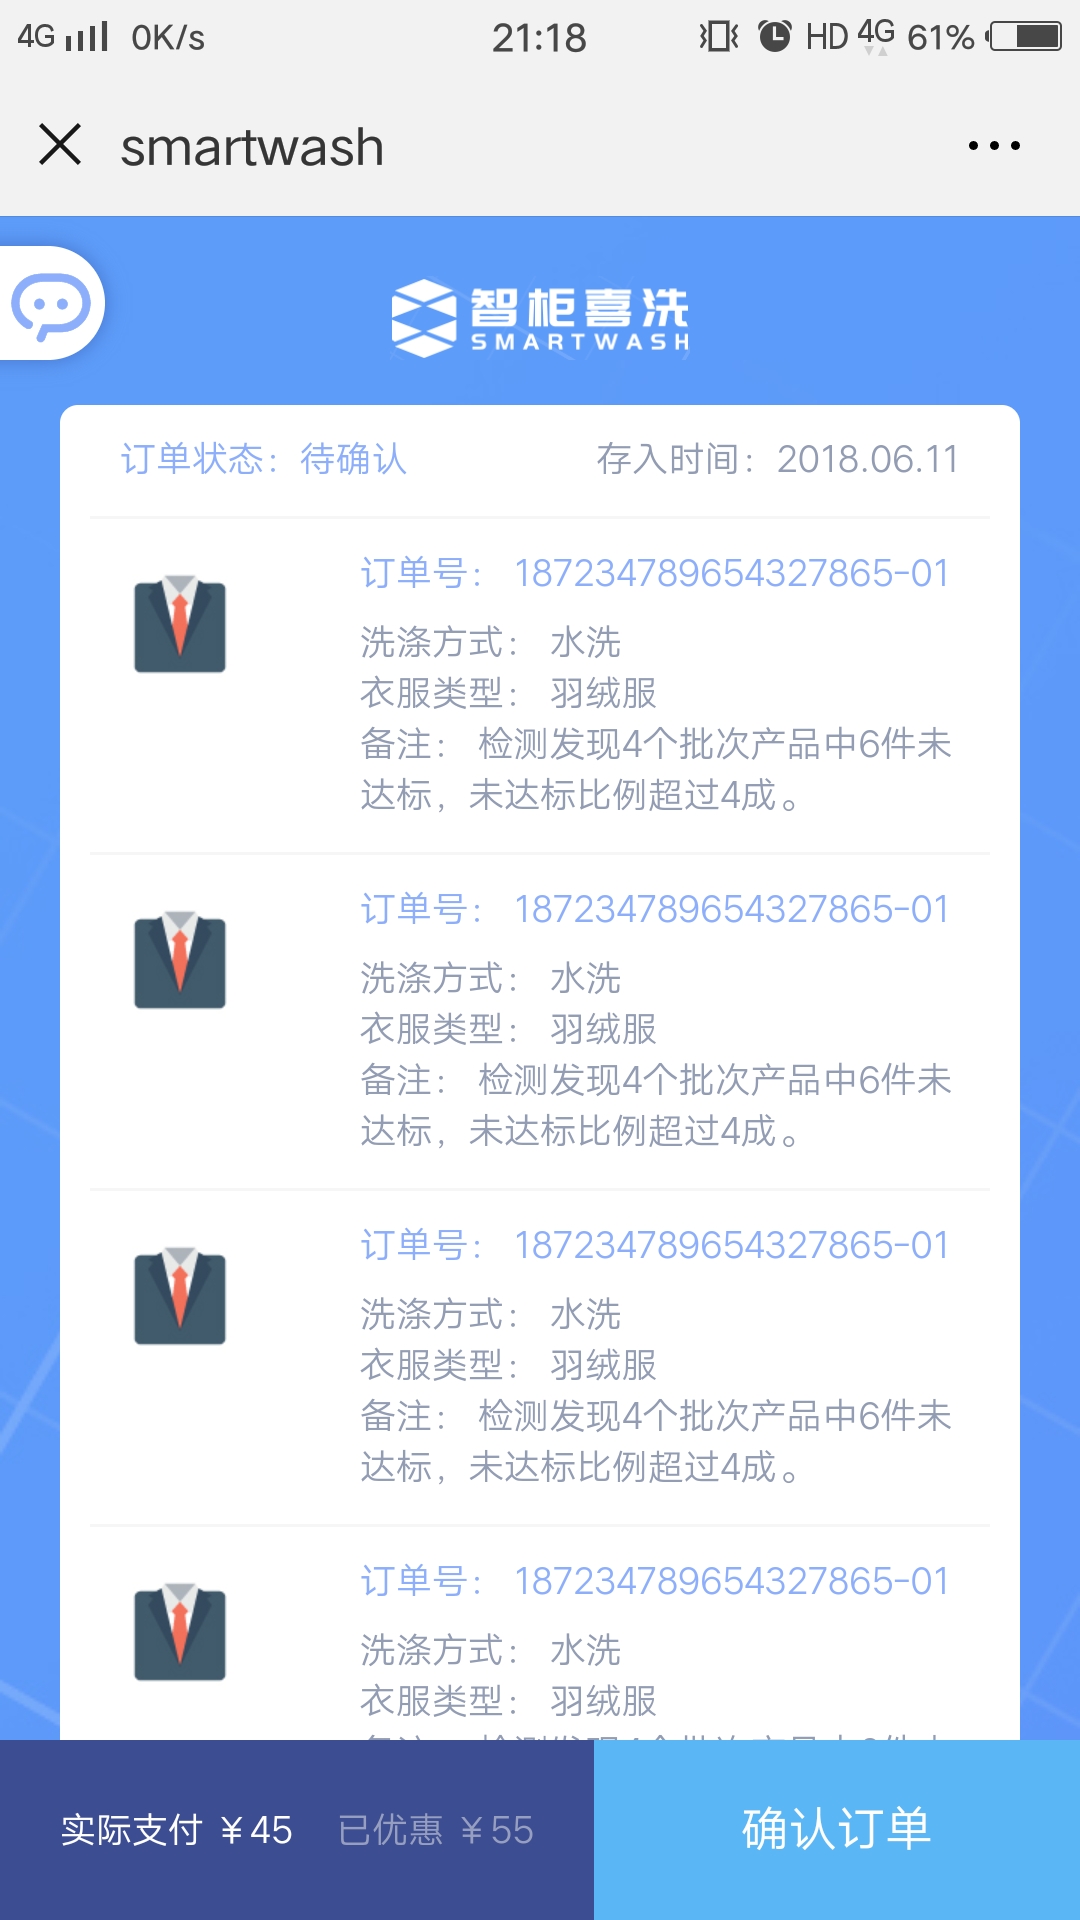 4G 0K/s 21:18 HD 4G 61%
smartwash
智柜喜洗
SMARTWASH
订单状态：待确认 存入时间：2018.06.11
订单号： 187234789654327865-01
洗涤方式： 水洗
衣服类型： 羽绒服
备注： 检测发现4个批次产品中6件未
达标，未达标比例超过4成。
订单号： 187234789654327865-01
洗涤方式： 水洗
衣服类型： 羽绒服
备注： 检测发现4个批次产品中6件未
达标，未达标比例超过4成。
订单号： 187234789654327865-01
洗涤方式： 水洗
衣服类型： 羽绒服
备注： 检测发现4个批次产品中6件未
达标，未达标比例超过4成。
订单号： 187234789654327865-01
洗涤方式： 水洗
衣服类型： 羽绒服
实际支付 ￥45 已优惠 ￥55 确认订单